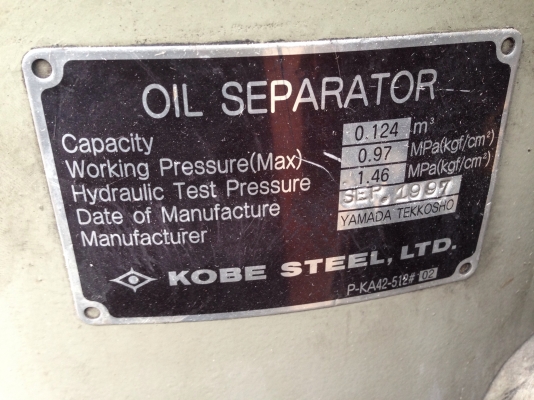 OIL SEPARATOR
Capacity 0.124 m³
Working Pressure(Max) 0.97 MPa(kgf/cm²)
Hydraulic Test Pressure 1.46 MPa(kgf/cm²)
Date of Manufacture SEP. 1997
Manufacturer YAMADA TEKKOSHO
KOBE STEEL, LTD.
P-KA42-512# 02